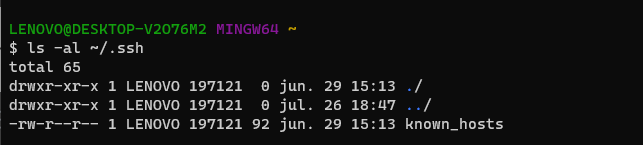 LENOVO@DESKTOP-V2O76M2 MINGW64 ~
$ ls -al ~/.ssh
total 65
drwxr-xr-x 1 LENOVO 197121  0 jun. 29 15:13 ./
drwxr-xr-x 1 LENOVO 197121  0 jul. 26 18:47 ../
-rw-r--r-- 1 LENOVO 197121 92 jun. 29 15:13 known_hosts